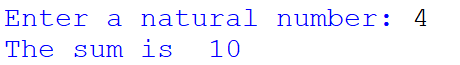 Enter a natural number: 4
The sum is  10